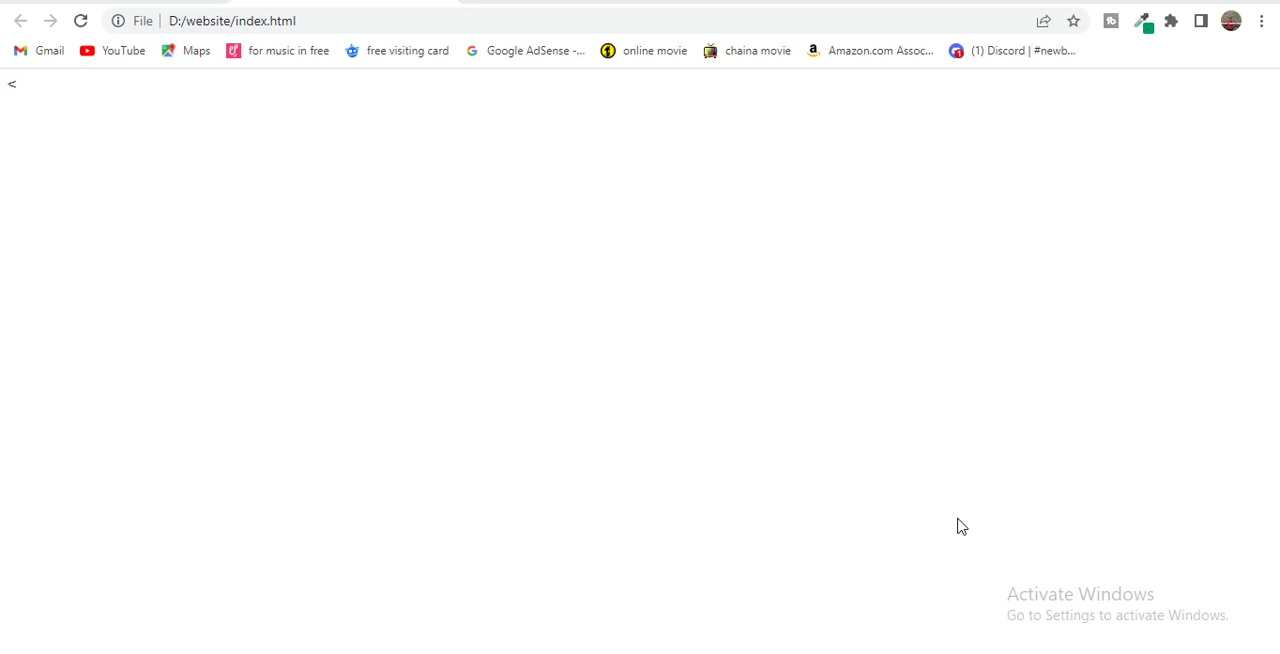 File D:/website/index.html
Gmail YouTube Maps for music in free free visiting card Google AdSense -... online movie chaina movie Amazon.com Assoc... (1) Discord | #newb...
<
Activate Windows
Go to Settings to activate Windows.